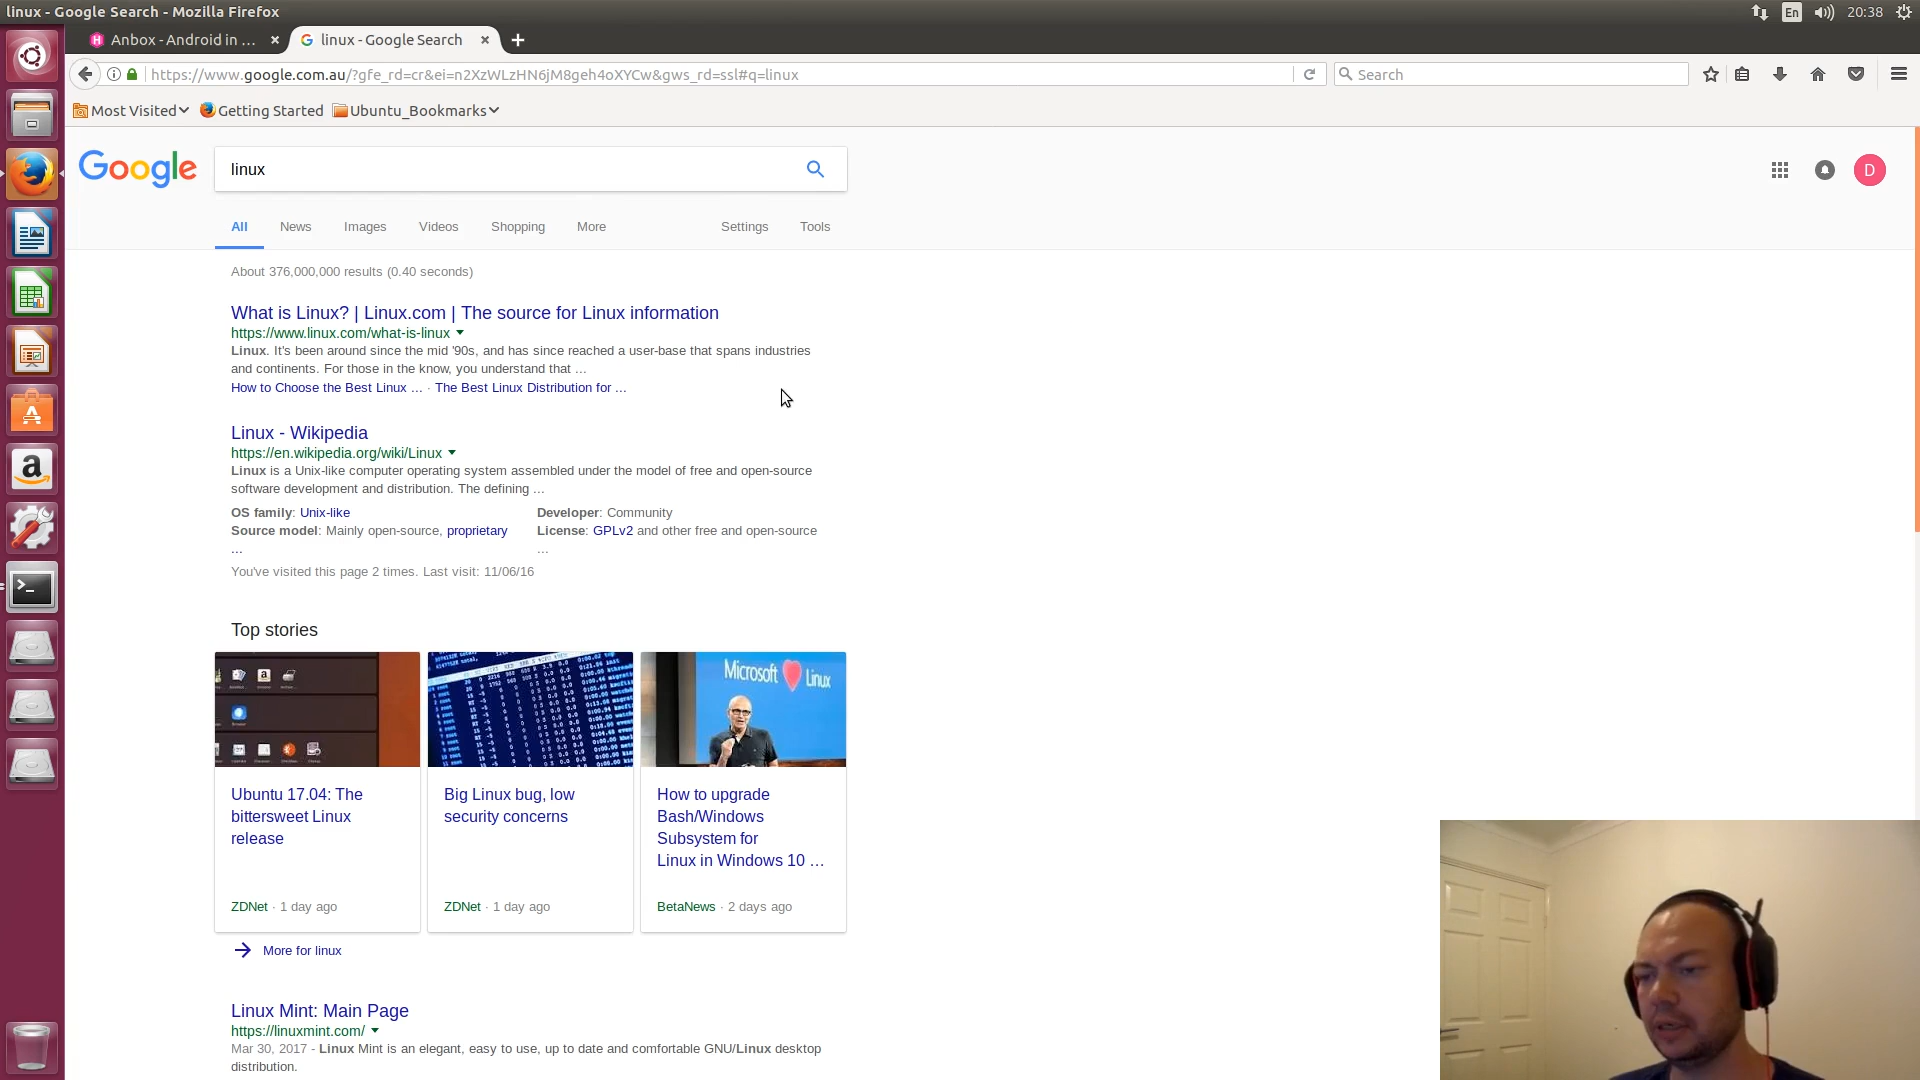 linux - Google Search - Mozilla Firefox
En
20:38
Anbox - Android in ...
linux - Google Search
https://www.google.com.au/?gfe_rd=cr&ei=n2XzWLzHN6jM8geh4oXYCw&gws_rd=ssl#q=linux
Search
Most Visited
Getting Started
Ubuntu_Bookmarks
Google
linux
D
All
News
Images
Videos
Shopping
More
Settings
Tools
About 376,000,000 results (0.40 seconds)
What is Linux? | Linux.com | The source for Linux information
https://www.linux.com/what-is-linux
Linux. It's been around since the mid '90s, and has since reached a user-base that spans industries
and continents. For those in the know, you understand that ...
How to Choose the Best Linux ... · The Best Linux Distribution for ...
Linux - Wikipedia
https://en.wikipedia.org/wiki/Linux
Linux is a Unix-like computer operating system assembled under the model of free and open-source
software development and distribution. The defining ...
OS family: Unix-like
Developer: Community
Source model: Mainly open-source, proprietary
...
License: GPLv2 and other free and open-source
...
You've visited this page 2 times. Last visit: 11/06/16
Top stories
Microsoft Linux
Ubuntu 17.04: The
bittersweet Linux
release
ZDNet · 1 day ago
Big Linux bug, low
security concerns
ZDNet · 1 day ago
How to upgrade
Bash/Windows
Subsystem for
Linux in Windows 10 ...
BetaNews · 2 days ago
More for linux
Linux Mint: Main Page
https://linuxmint.com/
Mar 30, 2017 - Linux Mint is an elegant, easy to use, up to date and comfortable GNU/Linux desktop
distribution.